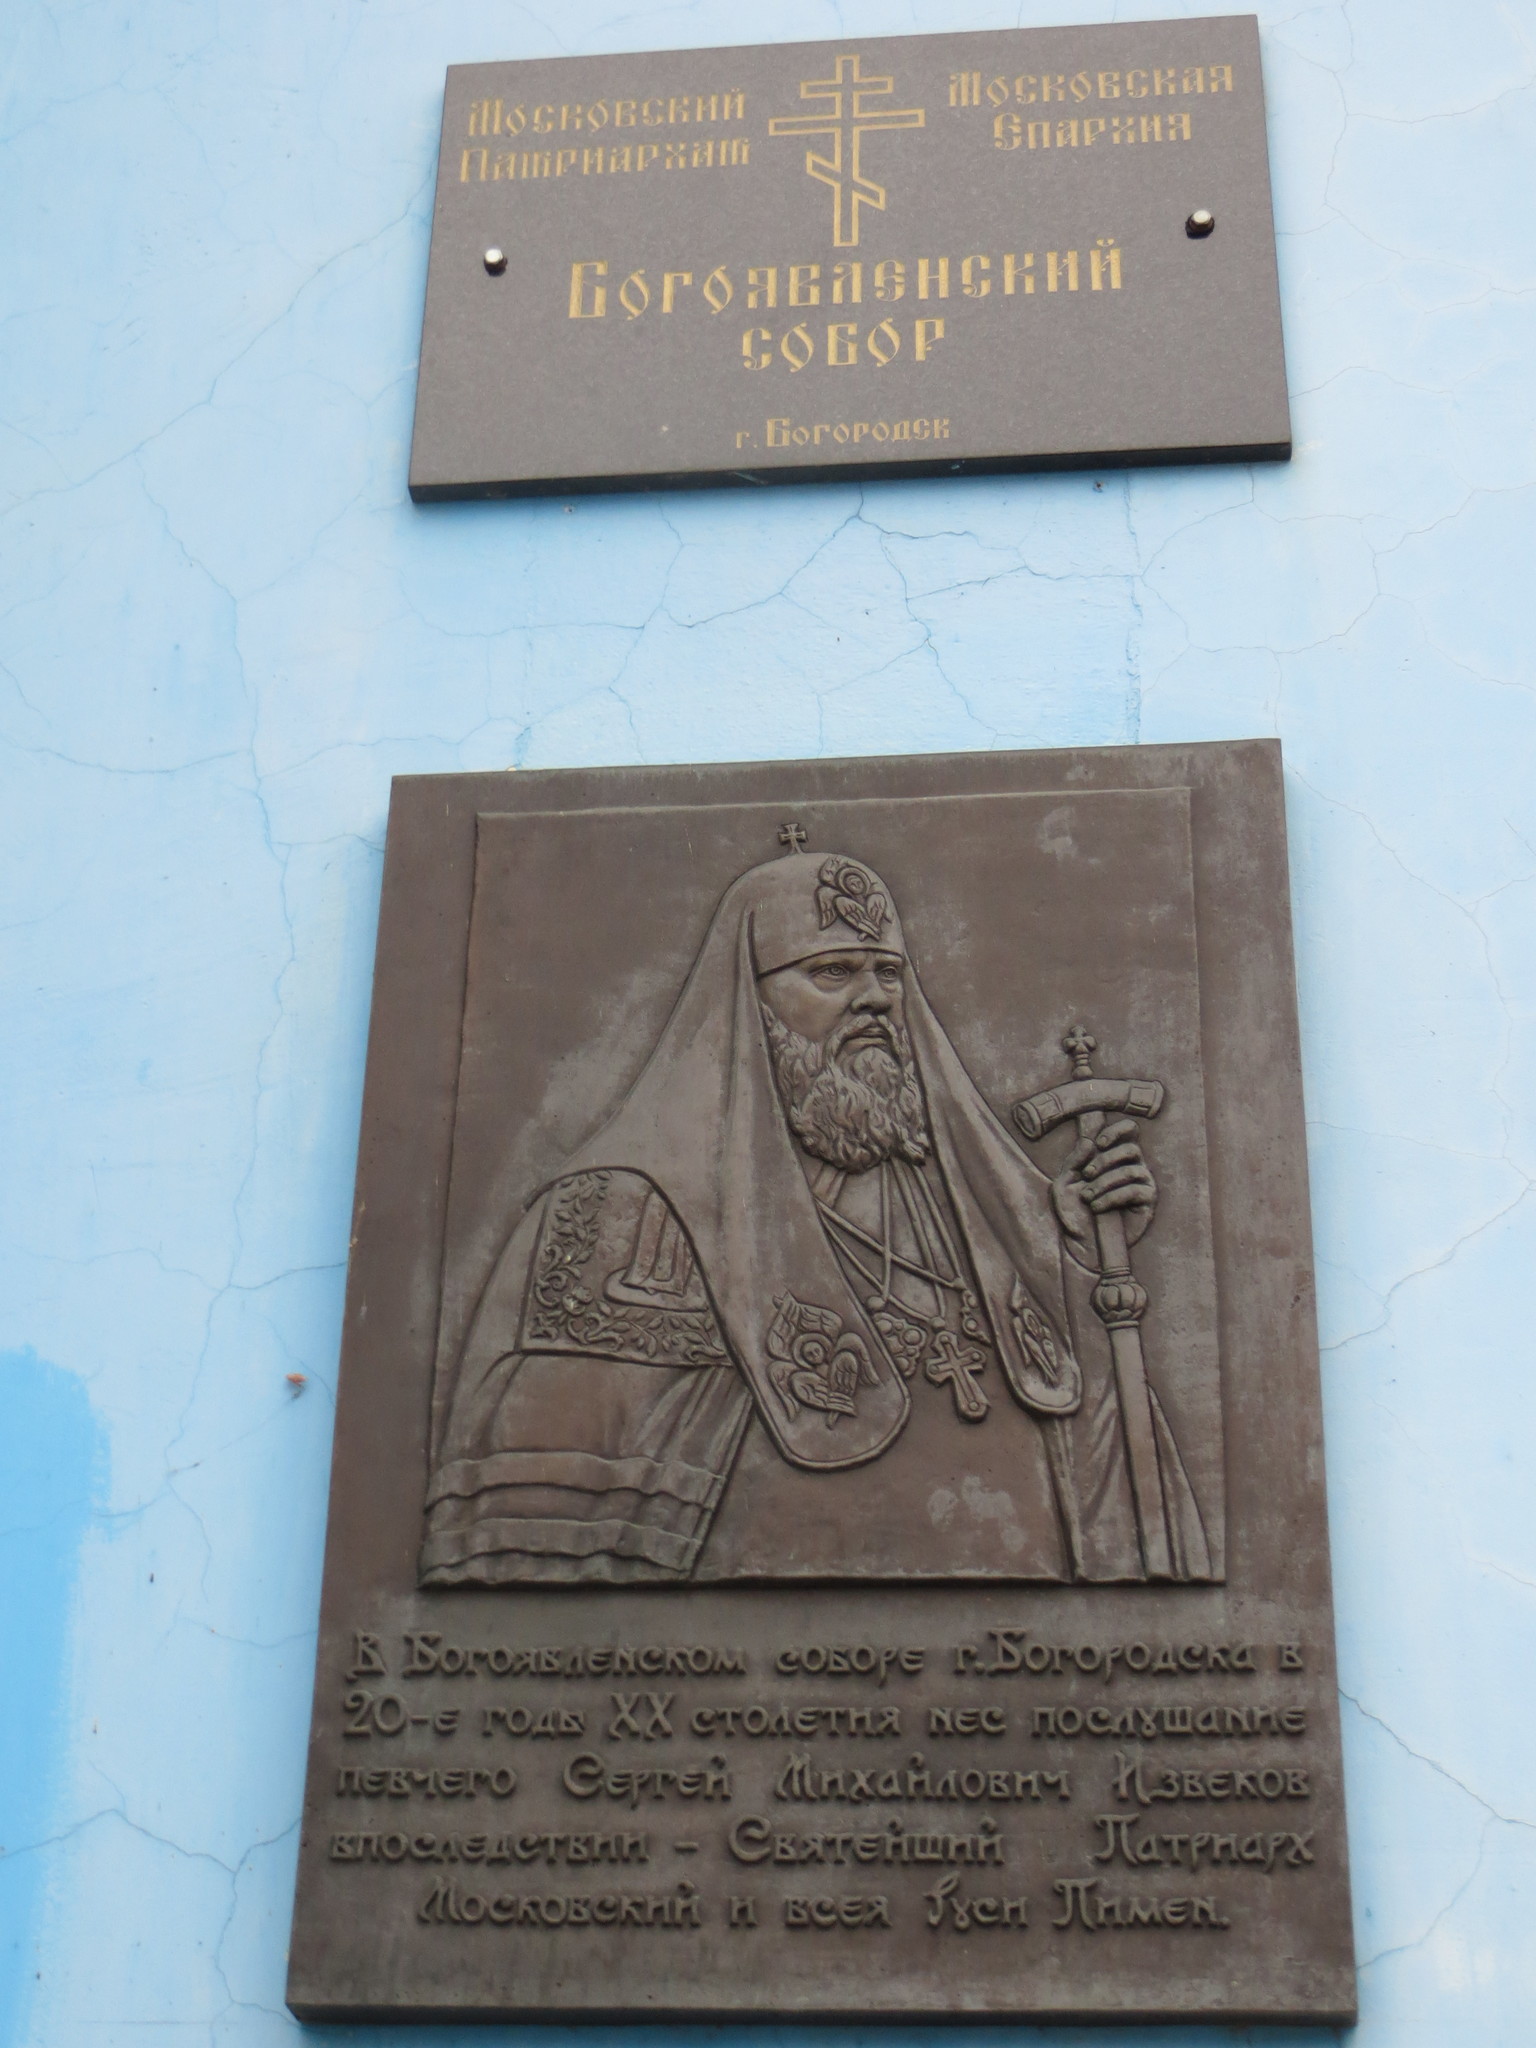 Московский
Патриархат
Московская
Епархия
Богоявленский
собор
г. Богородск
В Богоявленском соборе г.Богородска в
20-е годы XX столетия нес послушание
певчего Сергей Михайлович Извеков
впоследствии - Святейший Патриарх
Московский и всея Руси Пимен.